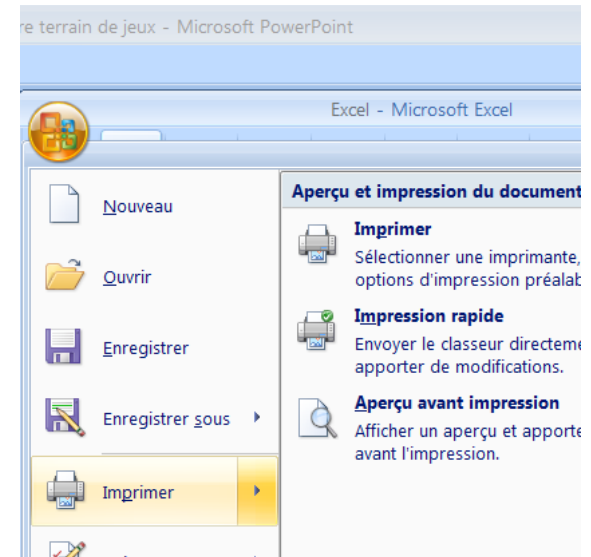 re terrain de jeux - Microsoft PowerPoint
Excel - Microsoft Excel
Nouveau
Ouvrir
Enregistrer
Enregistrer sous
Imprimer
Aperçu et impression du document
Imprimer
Sélectionner une imprimante,
options d'impression préalab
Impression rapide
Envoyer le classeur directeme
apporter de modifications.
Aperçu avant impression
Afficher un aperçu et apporte
avant l'impression.